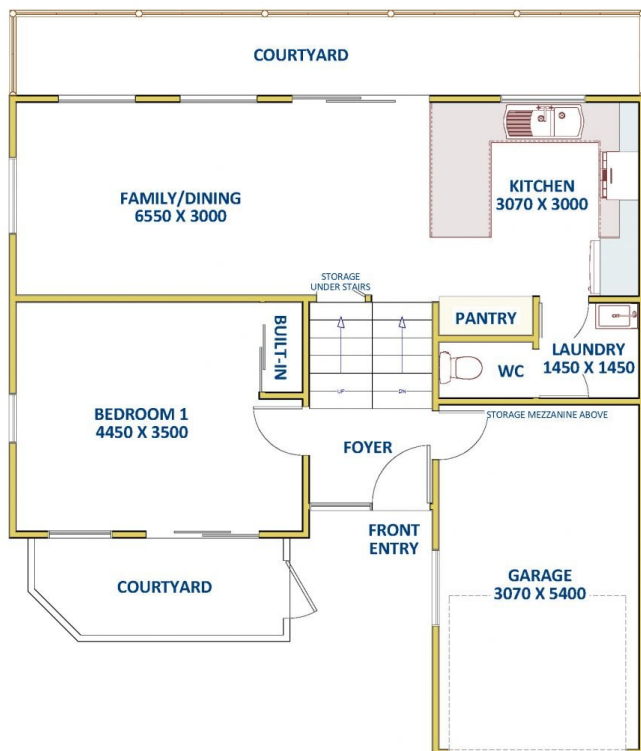 COURTYARD
FAMILY/DINING
6550 X 3000
KITCHEN
3070 X 3000
STORAGE
UNDER STAIRS
BUILT-IN
PANTRY
LAUNDRY
1450 X 1450
WC
UP
DN
BEDROOM 1
4450 X 3500
STORAGE MEZZANINE ABOVE
FOYER
FRONT
ENTRY
COURTYARD
GARAGE
3070 X 5400